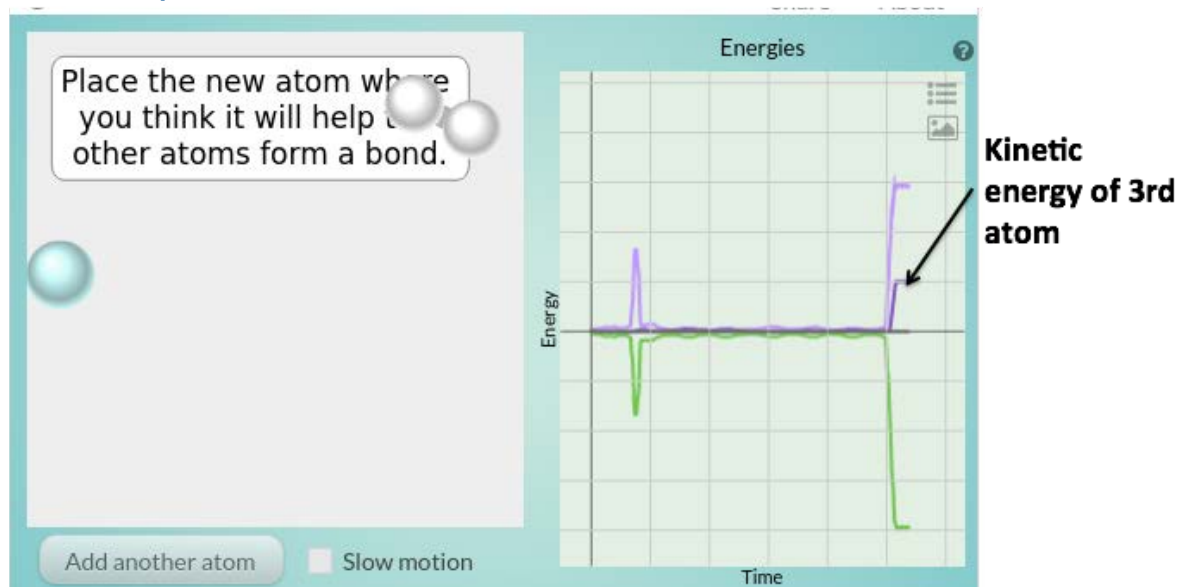 Place the new atom where
you think it will help
other atoms form a bond.
Add another atom
Slow motion
Energies
?
Energy
Time
Kinetic
energy of 3rd
atom